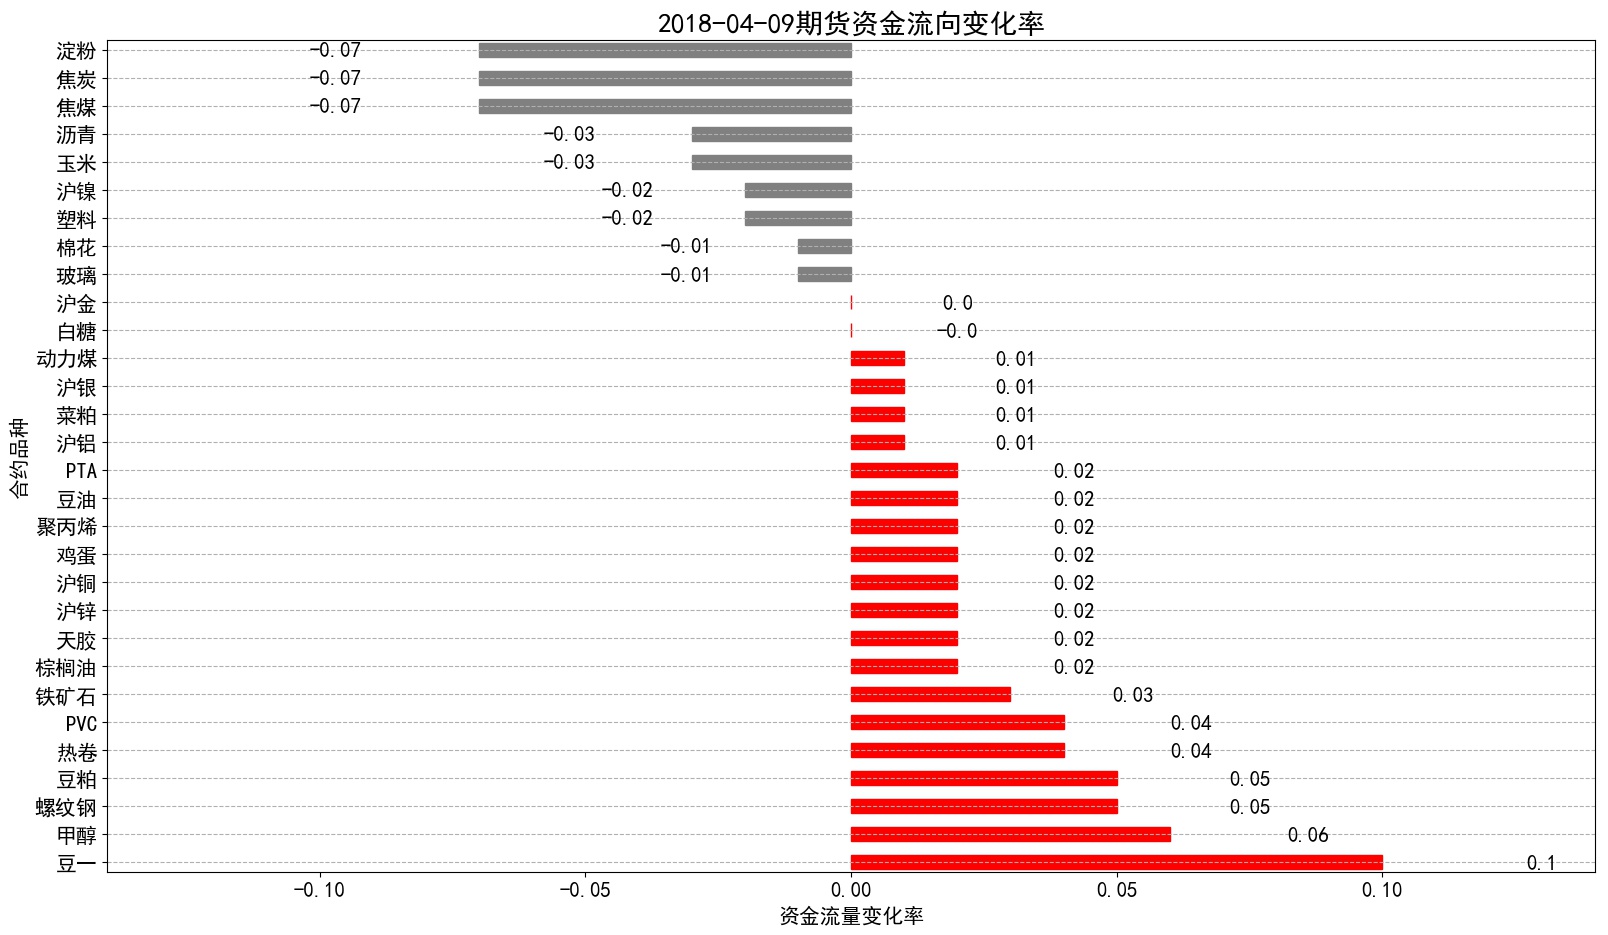 2018-04-09期货资金流向变化率
淀粉 -0.07
焦炭 -0.07
焦煤 -0.07
沥青 -0.03
玉米 -0.03
沪镍 -0.02
塑料 -0.02
棉花 -0.01
玻璃 -0.01
沪金 0.0
白糖 -0.0
动力煤 0.01
沪银 0.01
菜粕 0.01
沪铝 0.01
PTA 0.02
豆油 0.02
聚丙烯 0.02
鸡蛋 0.02
沪铜 0.02
沪锌 0.02
天胶 0.02
棕榈油 0.02
铁矿石 0.03
PVC 0.04
热卷 0.04
豆粕 0.05
螺纹钢 0.05
甲醇 0.06
豆一 0.1
合约品种
-0.10 -0.05 0.00 0.05 0.10
资金流量变化率